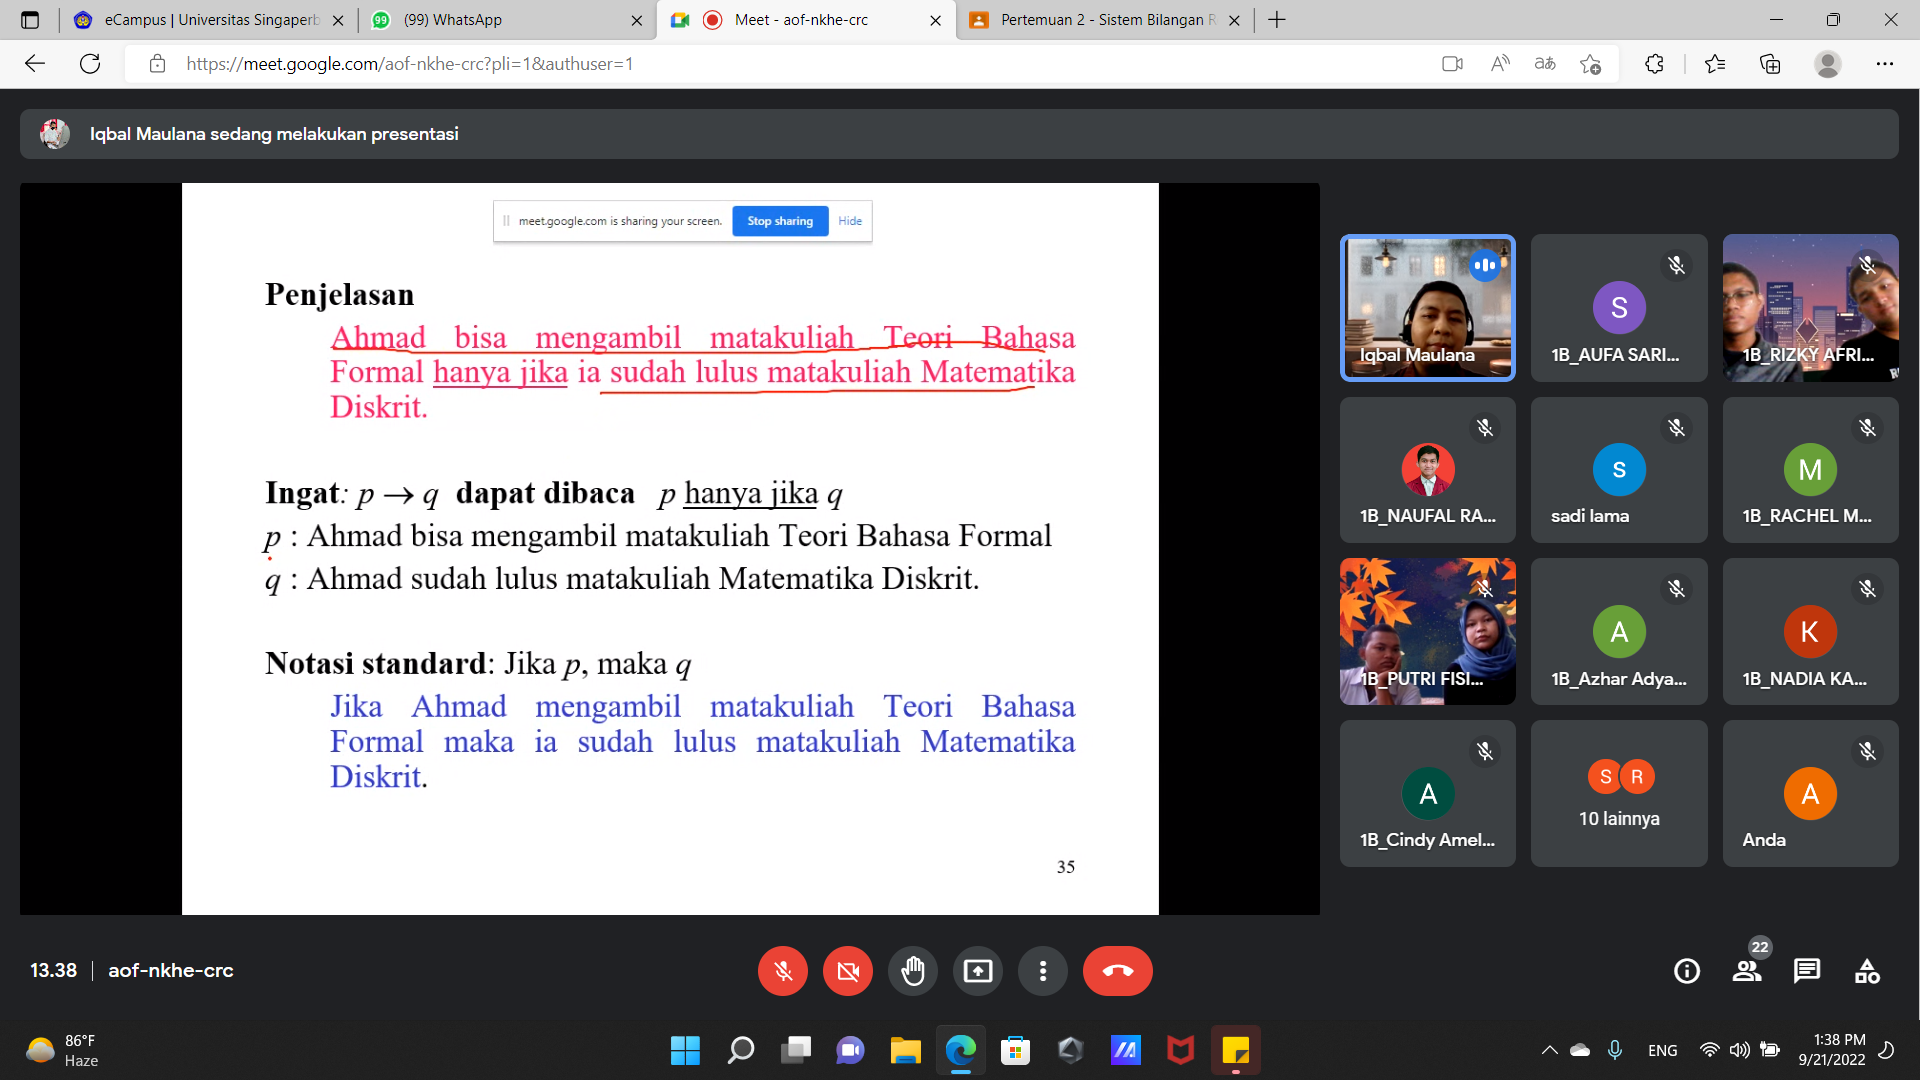 eCampus | Universitas Singaperb
(99) WhatsApp
Meet - aof-nkhe-crc
Pertemuan 2 - Sistem Bilangan R
https://meet.google.com/aof-nkhe-crc?pli=1&authuser=1
Iqbal Maulana sedang melakukan presentasi
meet.google.com is sharing your screen. Stop sharing Hide
Penjelasan
Ahmad bisa mengambil matakuliah Teori Bahasa
Formal hanya jika ia sudah lulus matakuliah Matematika
Diskrit.
Ingat: p → q dapat dibaca p hanya jika q
p : Ahmad bisa mengambil matakuliah Teori Bahasa Formal
q : Ahmad sudah lulus matakuliah Matematika Diskrit.
Notasi standard: Jika p, maka q
Jika Ahmad mengambil matakuliah Teori Bahasa
Formal maka ia sudah lulus matakuliah Matematika
Diskrit.
35
Iqbal Maulana
S
1B_AUFA SARI...
1B_RIZKY AFRI...
1B_NAUFAL RA...
s
sadi lama
M
1B_RACHEL M...
1B_PUTRI FISI...
A
1B_Azhar Adya...
K
1B_NADIA KA...
A
1B_Cindy Amel...
S R
10 lainnya
A
Anda
13.38 | aof-nkhe-crc
22
86°F
Haze
ENG
1:38 PM
9/21/2022